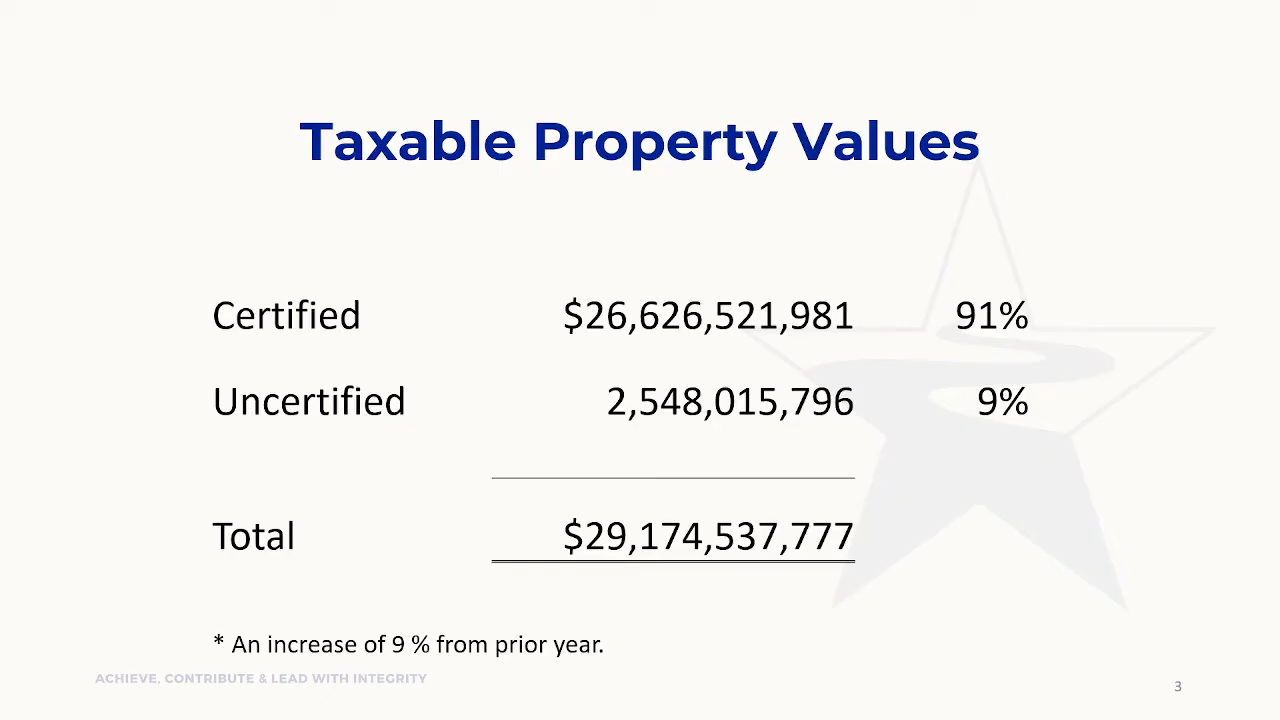 Taxable Property Values
Certified $26,626,521,981 91%
Uncertified 2,548,015,796 9%
Total $29,174,537,777
* An increase of 9 % from prior year.
ACHIEVE, CONTRIBUTE & LEAD WITH INTEGRITY
3